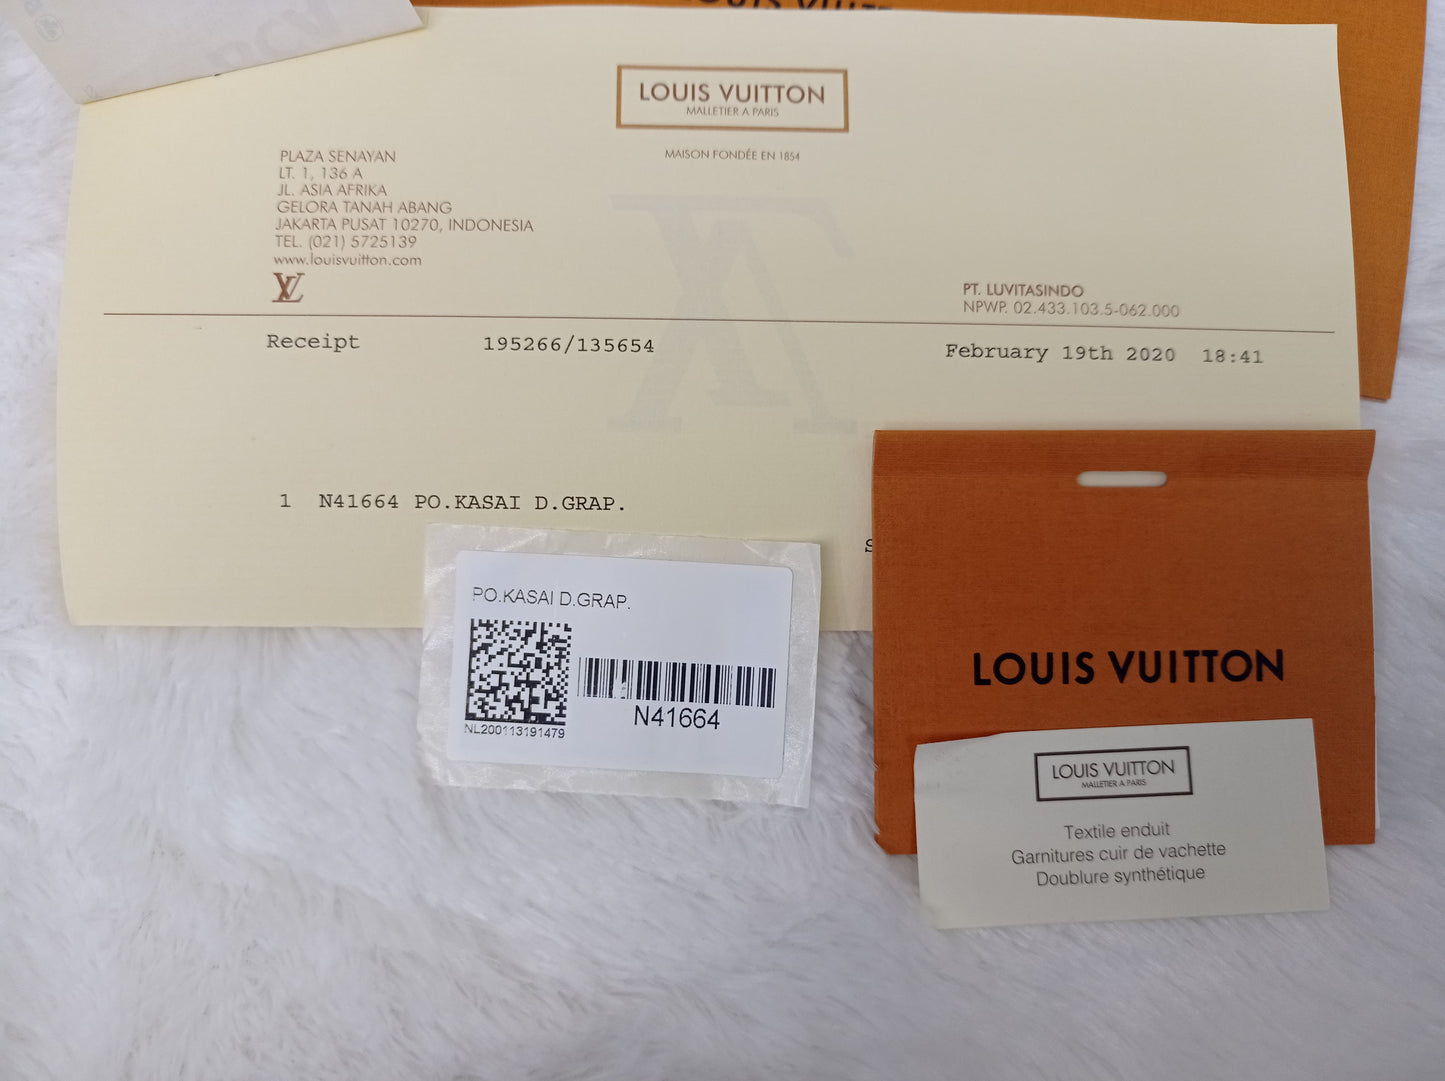 LOUIS VUITTON
LOUIS VUITTON
MALLETIER A PARIS
MAISON FONDÉE EN 1854
PLAZA SENAYAN
LT. 1, 136 A
JL. ASIA AFRIKA
GELORA TANAH ABANG
JAKARTA PUSAT 10270, INDONESIA
TEL. (021) 5725139
www.louisvuitton.com
LV
PT. LUVITASINDO
NPWP. 02.433.103.5-062.000
Receipt 195266/135654 February 19th 2020 18:41
1 N41664 PO.KASAI D.GRAP.
PO.KASAI D.GRAP.
N41664
NL200113191479
LOUIS VUITTON
LOUIS VUITTON
MALLETIER A PARIS
Textile enduit
Garnitures cuir de vachette
Doublure synthétique